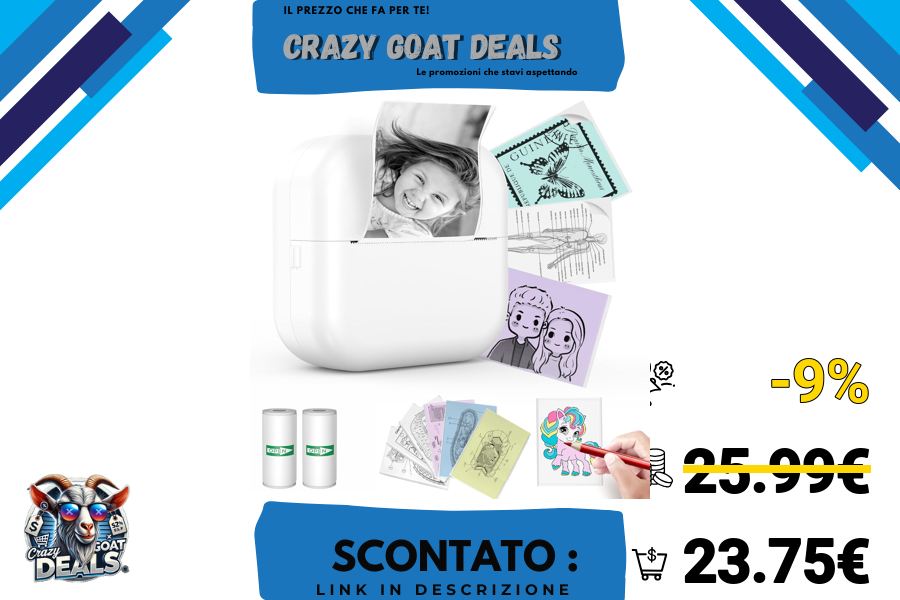 IL PREZZO CHE FA PER TE!
CRAZY GOAT DEALS
Le promozioni che stavi aspettando
GUINÉE
-9%
25.99€
23.75€
$
Crazy
GOAT
DEALS
SCONTATO :
LINK IN DESCRIZIONE